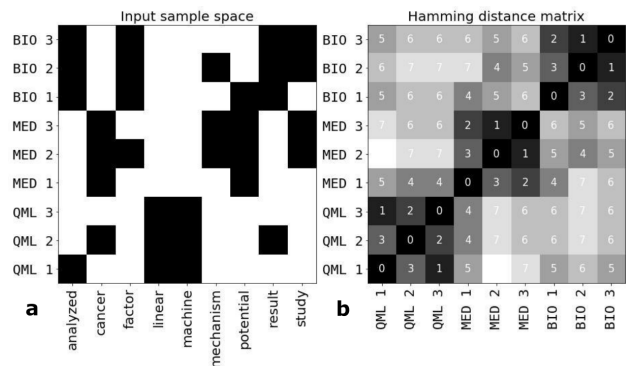 Input sample space
BIO 3
BIO 2
BIO 1
MED 3
MED 2
MED 1
QML 3
QML 2
QML 1
analyzed
cancer
factor
linear
machine
mechanism
potential
result
study
a
Hamming distance matrix
BIO 3 5 6 6 6 5 6 2 1 0
BIO 2 6 7 7 7 4 5 3 0 1
BIO 1 5 6 6 4 5 6 0 3 2
MED 3 7 6 6 2 1 0 6 5 6
MED 2 7 7 3 0 1 5 4 5
MED 1 5 4 4 0 3 2 4 7 6
QML 3 1 2 0 4 7 6 6 7 6
QML 2 3 0 2 4 7 6 6 7 6
QML 1 0 3 1 5 7 5 6 5
QML 1
QML 2
QML 3
MED 1
MED 2
MED 3
BIO 1
BIO 2
BIO 3
b